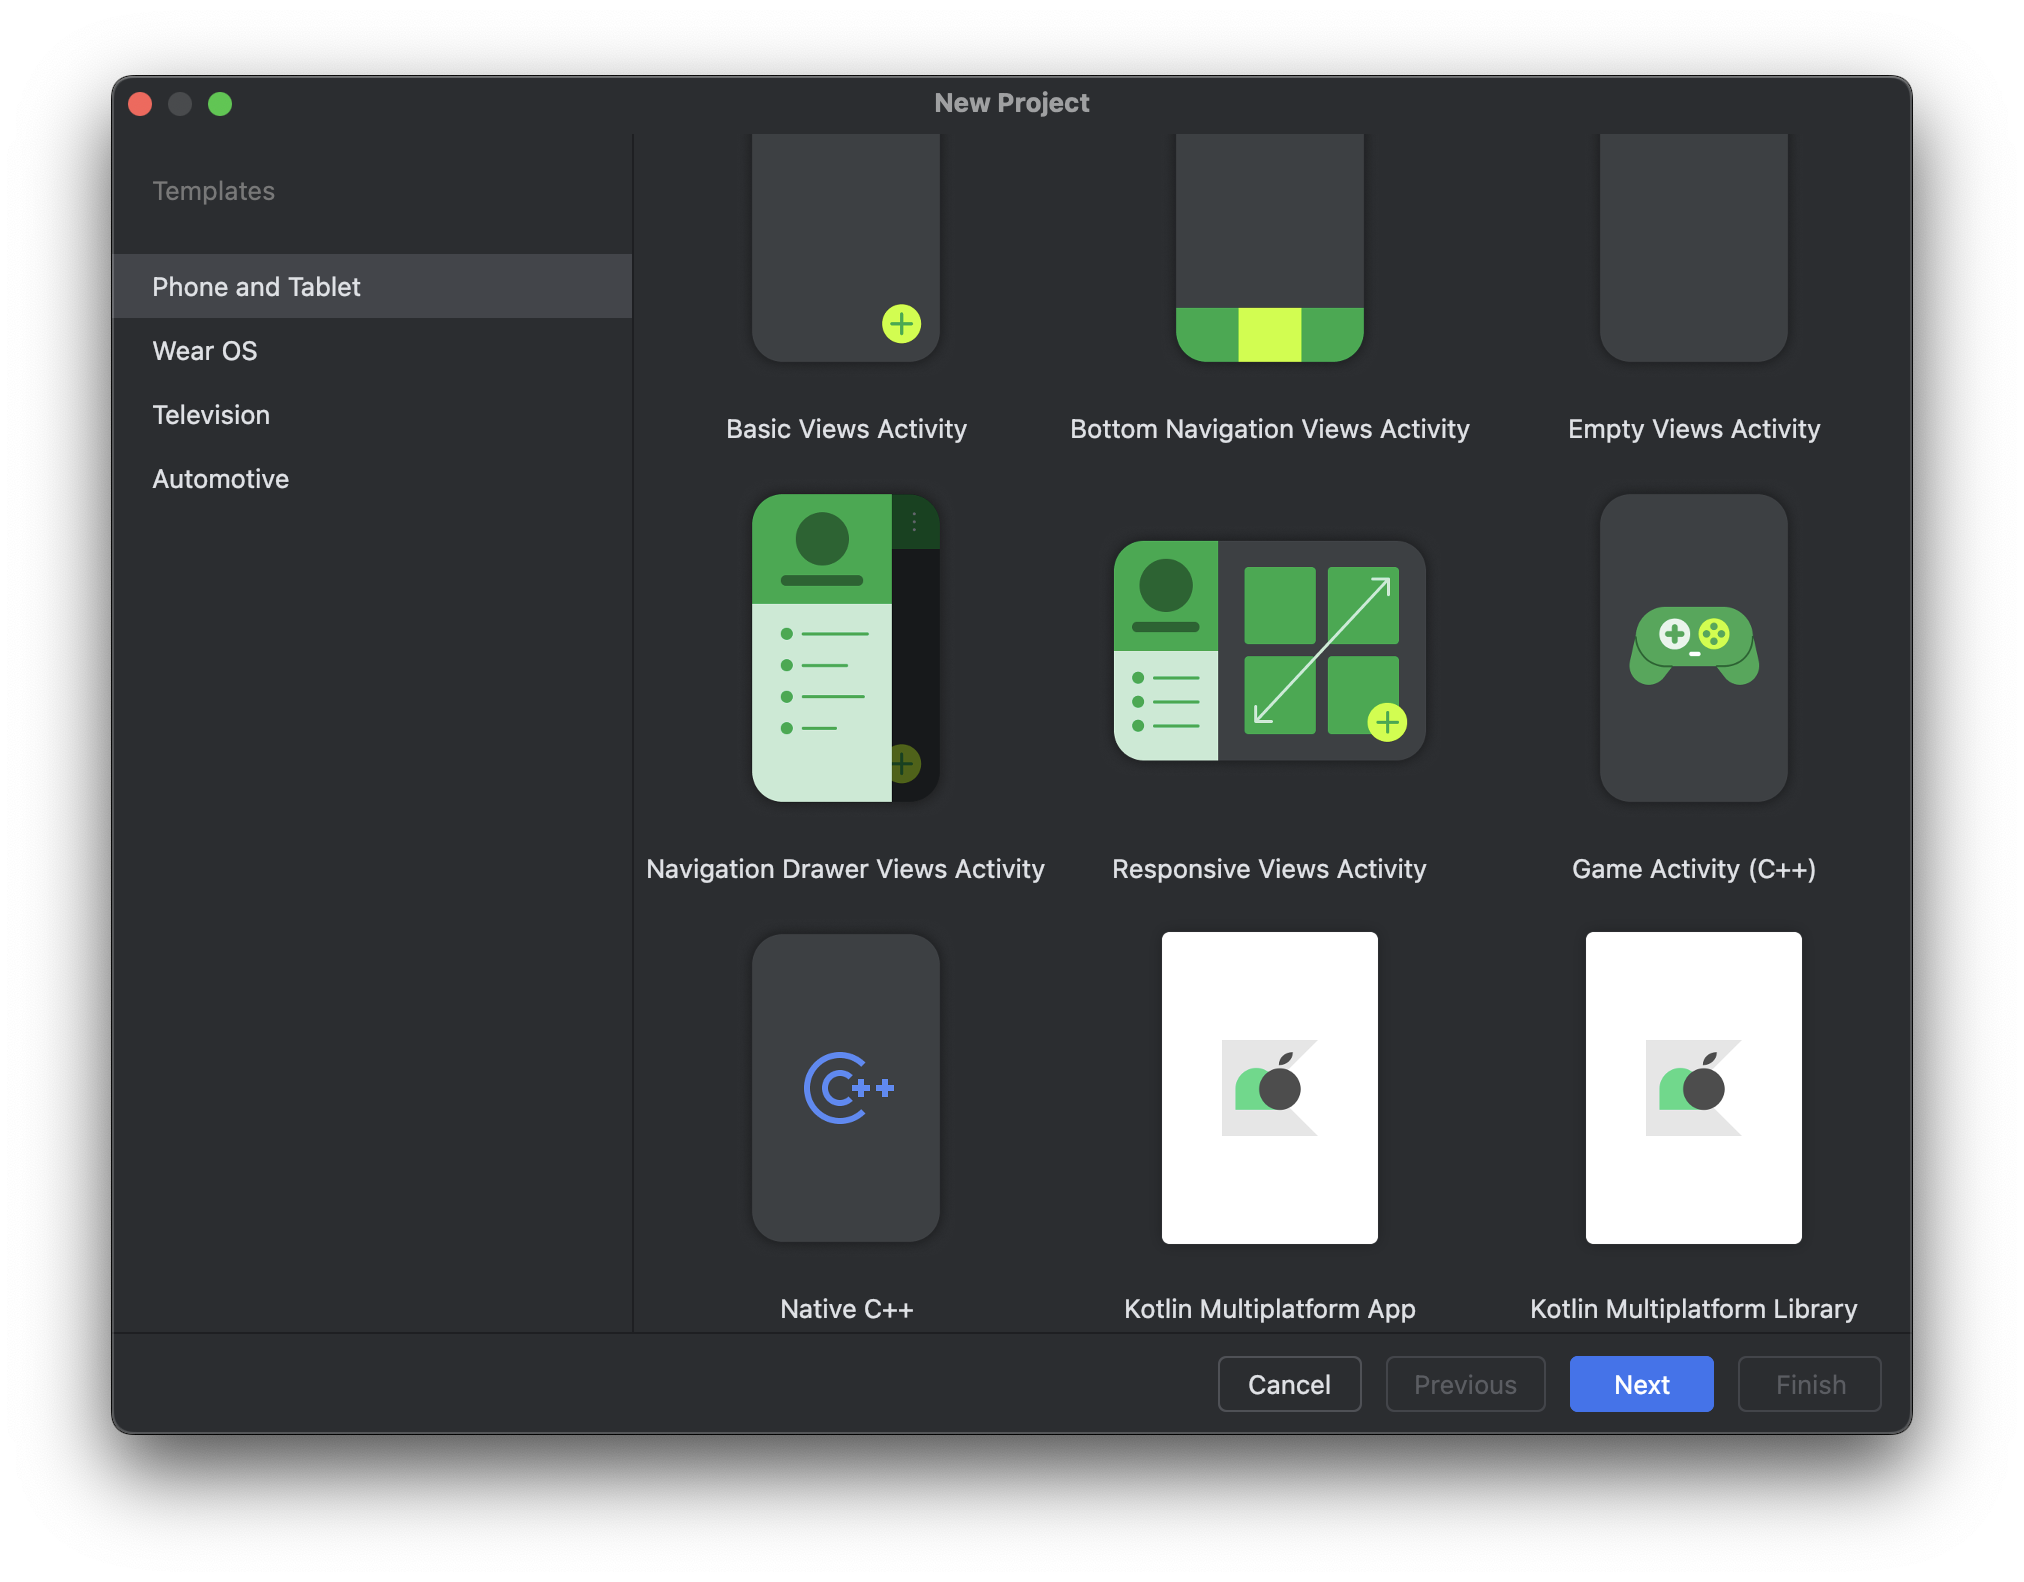 New Project
Templates
Phone and Tablet
Wear OS
Television
Automotive
Basic Views Activity
Bottom Navigation Views Activity
Empty Views Activity
Navigation Drawer Views Activity
Responsive Views Activity
Game Activity (C++)
C++
Native C++
Kotlin Multiplatform App
Kotlin Multiplatform Library
Cancel
Previous
Next
Finish